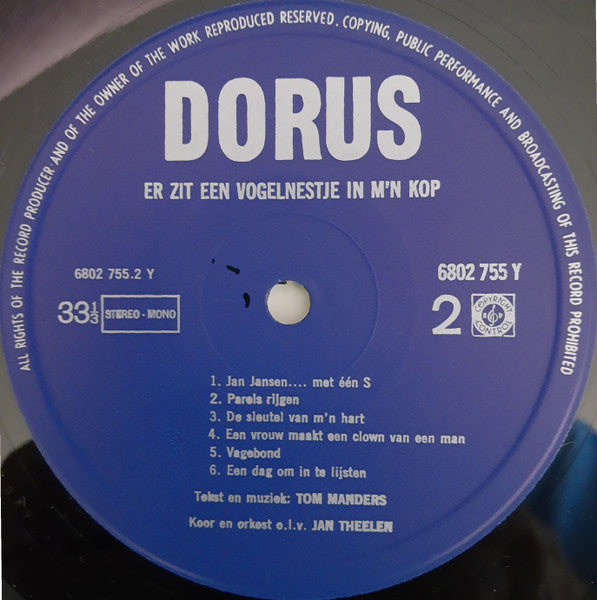 ALL RIGHTS OF THE RECORD PRODUCER AND OF THE OWNER OF THE WORK REPRODUCED RESERVED. COPYING, PUBLIC PERFORMANCE AND BROADCASTING OF THIS RECORD PROHIBITED
DORUS
ER ZIT EEN VOGELNESTJE IN M'N KOP
6802 755.2 Y
6802 755 Y
33 1/3
STEREO - MONO
2
COPYRIGHT
CONTROL
1. Jan Jansen.... met één S
2. Parels rijgen
3. De sleutel van m'n hart
4. Een vrouw maakt een clown van een man
5. Vagebond
6. Een dag om in te lijsten
Tekst en muziek: TOM MANDERS
Koor en orkest o.l.v. JAN THEELEN